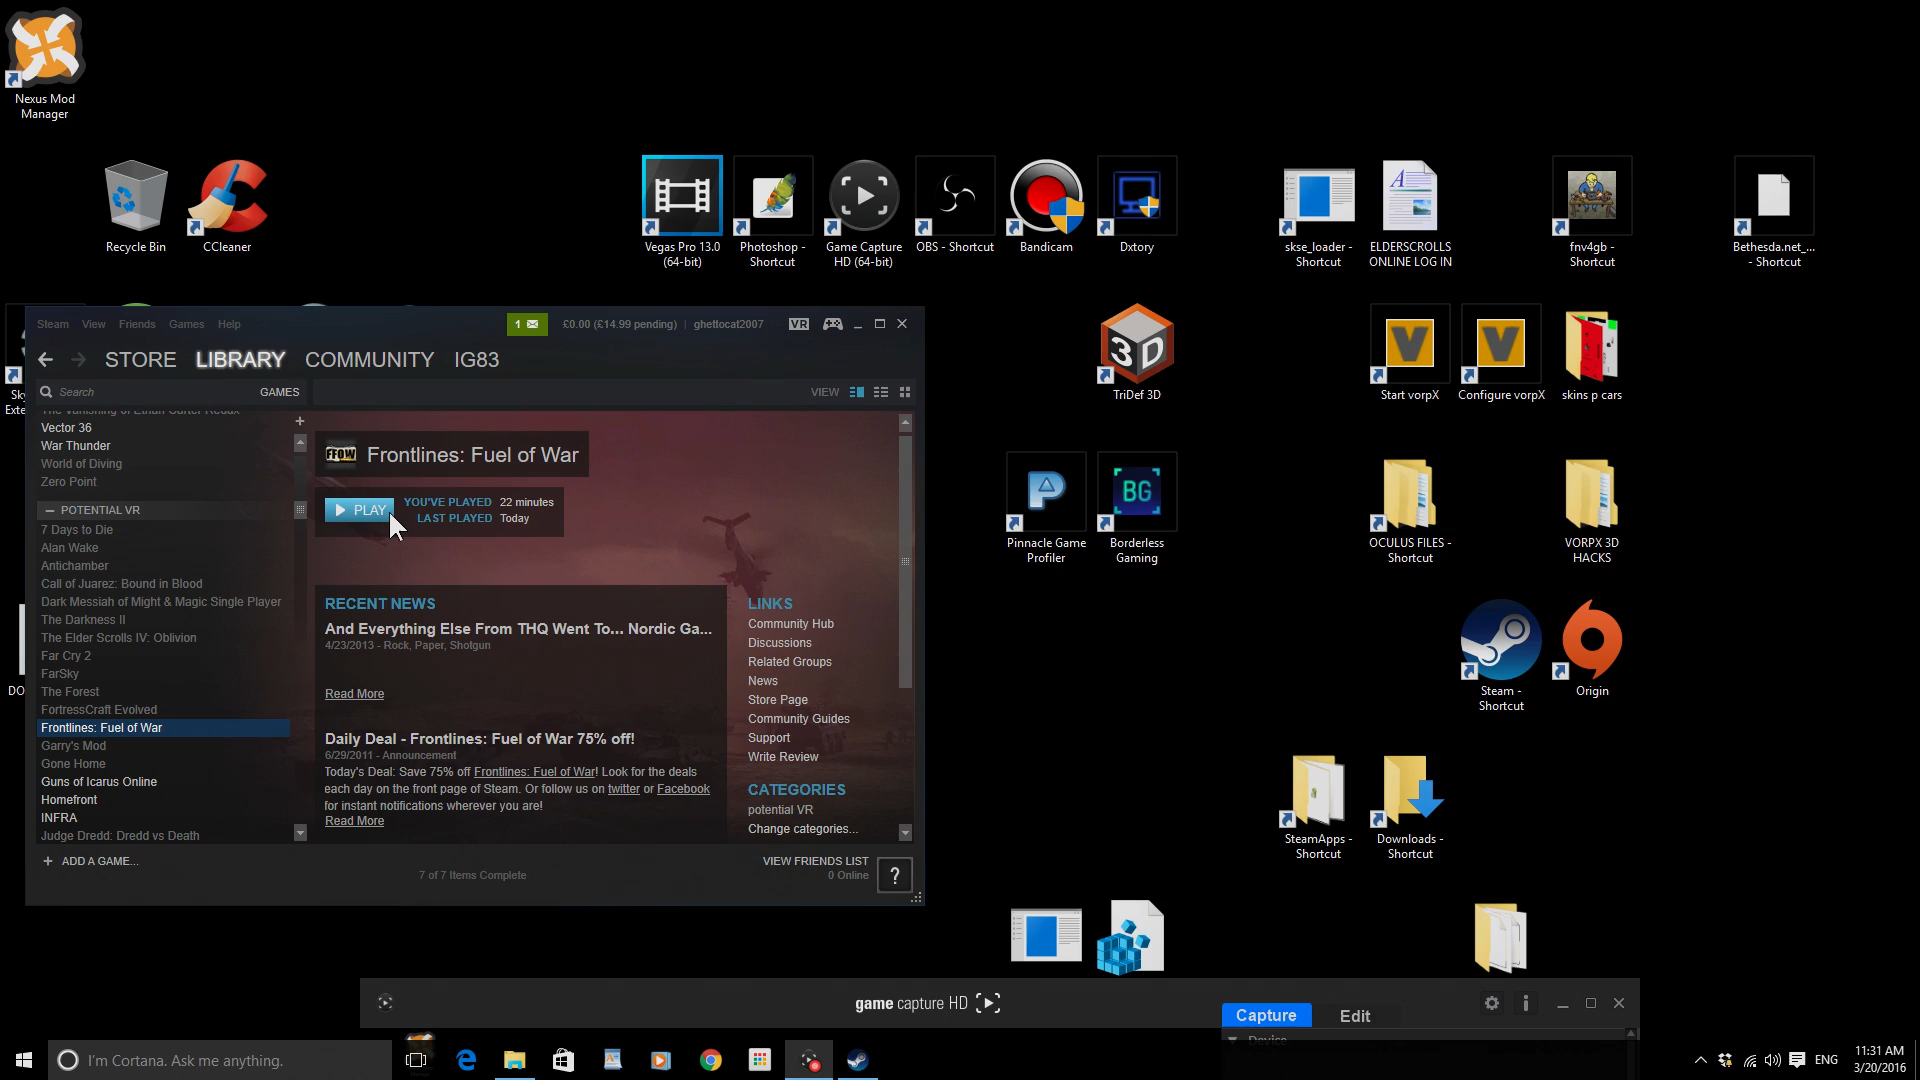 Nexus Mod
Manager
Recycle Bin
CCleaner
Vegas Pro 13.0
(64-bit)
Photoshop -
Shortcut
Game Capture
HD (64-bit)
OBS - Shortcut
Bandicam
Dxtory
skse_loader -
Shortcut
ELDERSCROLLS
ONLINE LOG IN
fnv4gb -
Shortcut
Bethesda.net_...
- Shortcut
Steam View Friends Games Help
1
£0.00 (£14.99 pending) | ghettocat2007
VR
STORE LIBRARY COMMUNITY IG83
Search
GAMES
VIEW
The Vanishing of Ethan Carter Redux
Vector 36
War Thunder
World of Diving
Zero Point
POTENTIAL VR
7 Days to Die
Alan Wake
Antichamber
Call of Juarez: Bound in Blood
Dark Messiah of Might & Magic Single Player
The Darkness II
The Elder Scrolls IV: Oblivion
Far Cry 2
FarSky
The Forest
FortressCraft Evolved
Frontlines: Fuel of War
Garry's Mod
Gone Home
Guns of Icarus Online
Homefront
INFRA
Judge Dredd: Dredd vs Death
+ ADD A GAME...
FFOW
Frontlines: Fuel of War
PLAY
YOU'VE PLAYED 22 minutes
LAST PLAYED Today
RECENT NEWS
And Everything Else From THQ Went To... Nordic Ga...
4/23/2013 - Rock, Paper, Shotgun
Read More
Daily Deal - Frontlines: Fuel of War 75% off!
6/29/2011 - Announcement
Today's Deal: Save 75% off Frontlines: Fuel of War! Look for the deals
each day on the front page of Steam. Or follow us on twitter or Facebook
for instant notifications wherever you are!
Read More
LINKS
Community Hub
Discussions
Related Groups
News
Store Page
Community Guides
Support
Write Review
CATEGORIES
potential VR
Change categories...
7 of 7 Items Complete
VIEW FRIENDS LIST
0 Online
?
3D
TriDef 3D
Start vorpX
Configure vorpX
skins p cars
BG
Pinnacle Game
Profiler
Borderless
Gaming
OCULUS FILES -
Shortcut
VORPX 3D
HACKS
Steam -
Shortcut
Origin
SteamApps -
Shortcut
Downloads -
Shortcut
game capture HD
Capture
Edit
Device
I'm Cortana. Ask me anything.
ENG
11:31 AM
3/20/2016